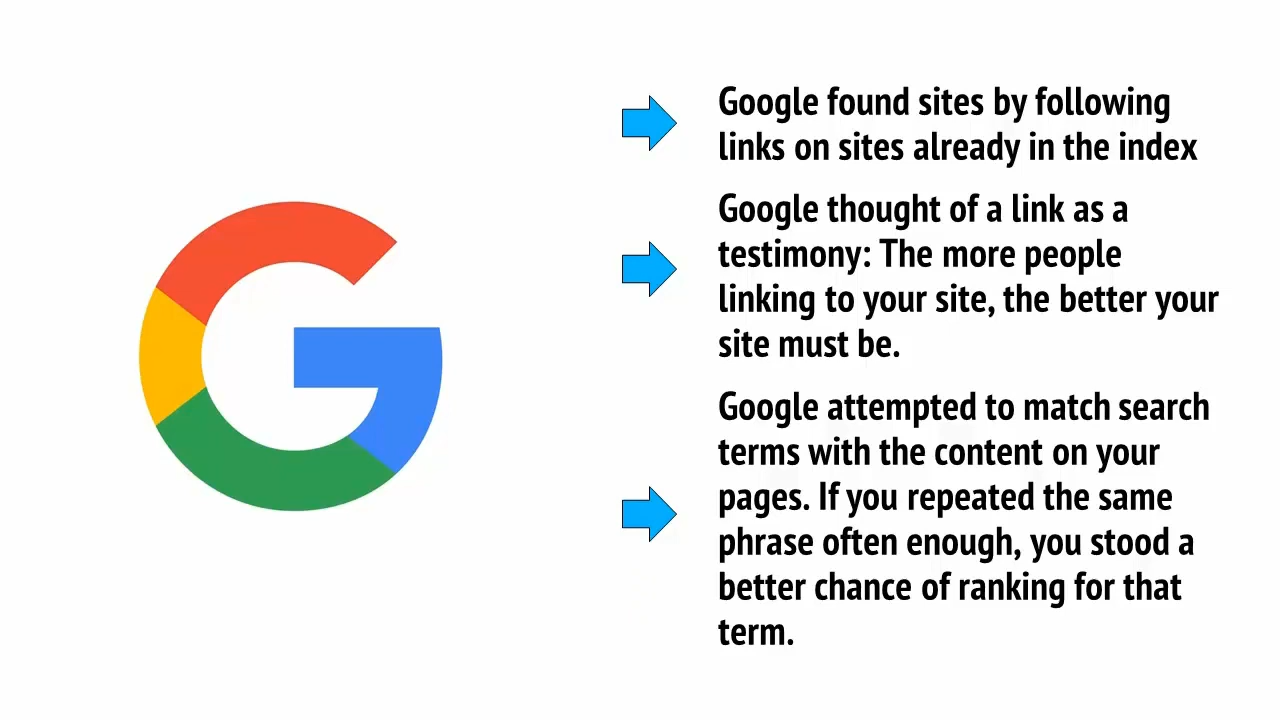 Google found sites by following
links on sites already in the index
Google thought of a link as a
testimony: The more people
linking to your site, the better your
site must be.
Google attempted to match search
terms with the content on your
pages. If you repeated the same
phrase often enough, you stood a
better chance of ranking for that
term.